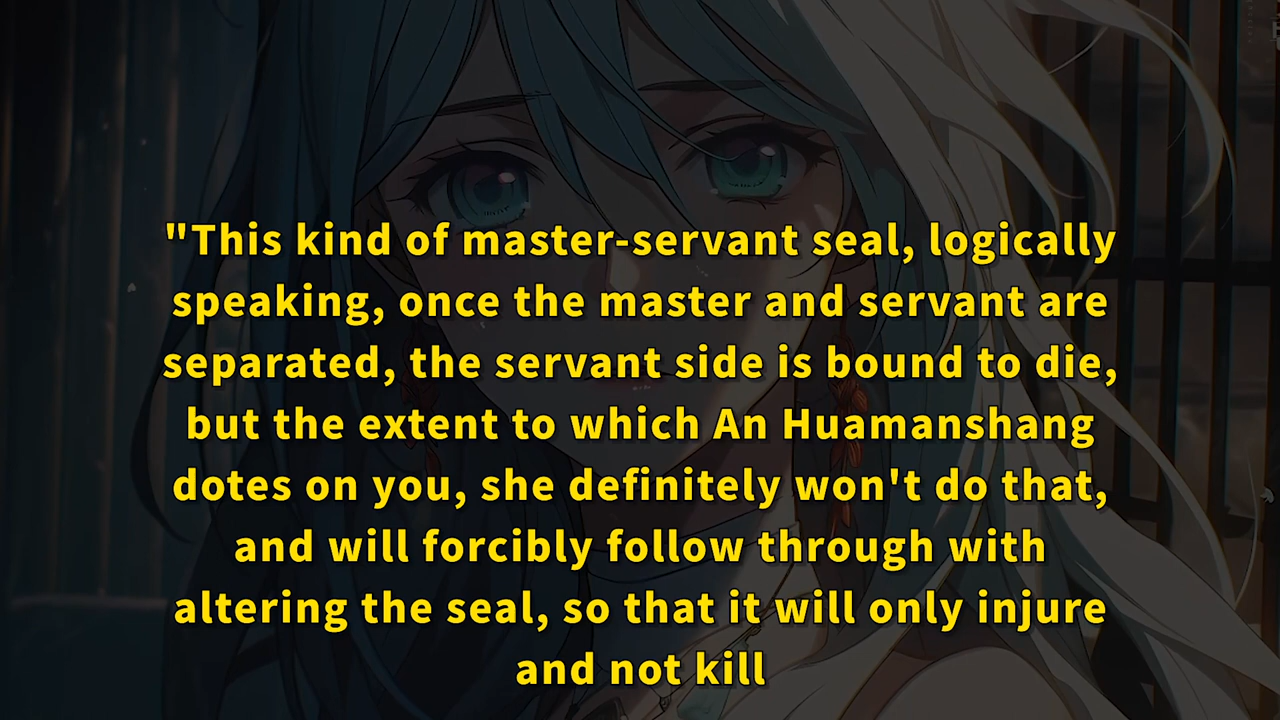 "This kind of master-servant seal, logically
speaking, once the master and servant are
separated, the servant side is bound to die,
but the extent to which An Huamanshang
dotes on you, she definitely won't do that,
and will forcibly follow through with
altering the seal, so that it will only injure
and not kill